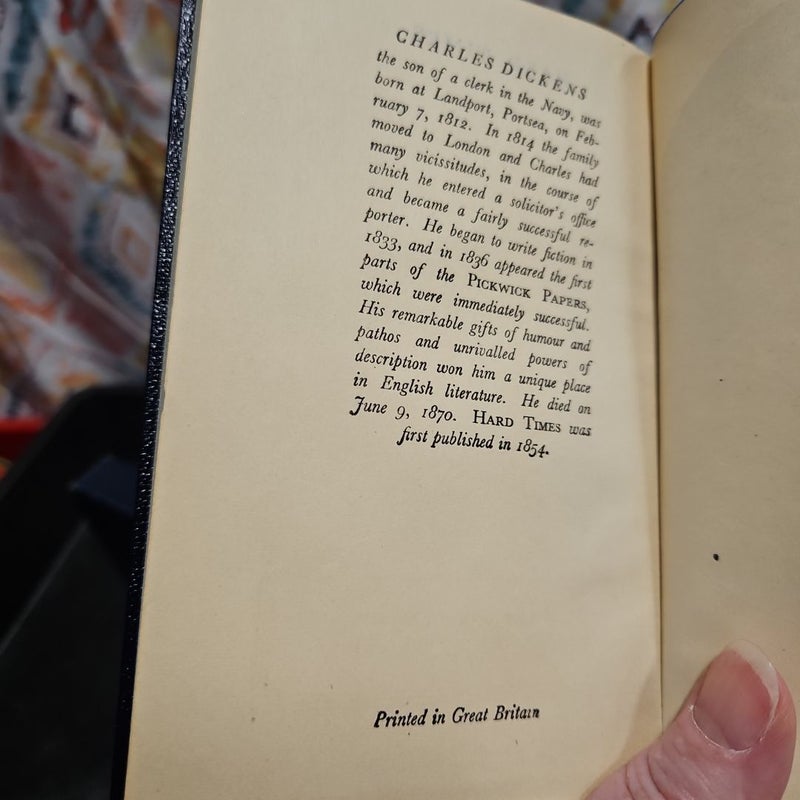 CHARLES DICKENS
the son of a clerk in the Navy, was
born at Landport, Portsea, on Feb-
ruary 7, 1812. In 1814 the family
moved to London and Charles had
many vicissitudes, in the course of
which he entered a solicitor's office
and became a fairly successful re-
porter. He began to write fiction in
1833, and in 1836 appeared the first
parts of the PICKWICK PAPERS,
which were immediately successful.
His remarkable gifts of humour and
pathos and unrivalled powers of
description won him a unique place
in English literature. He died on
June 9, 1870. HARD TIMES was
first published in 1854.
Printed in Great Britain